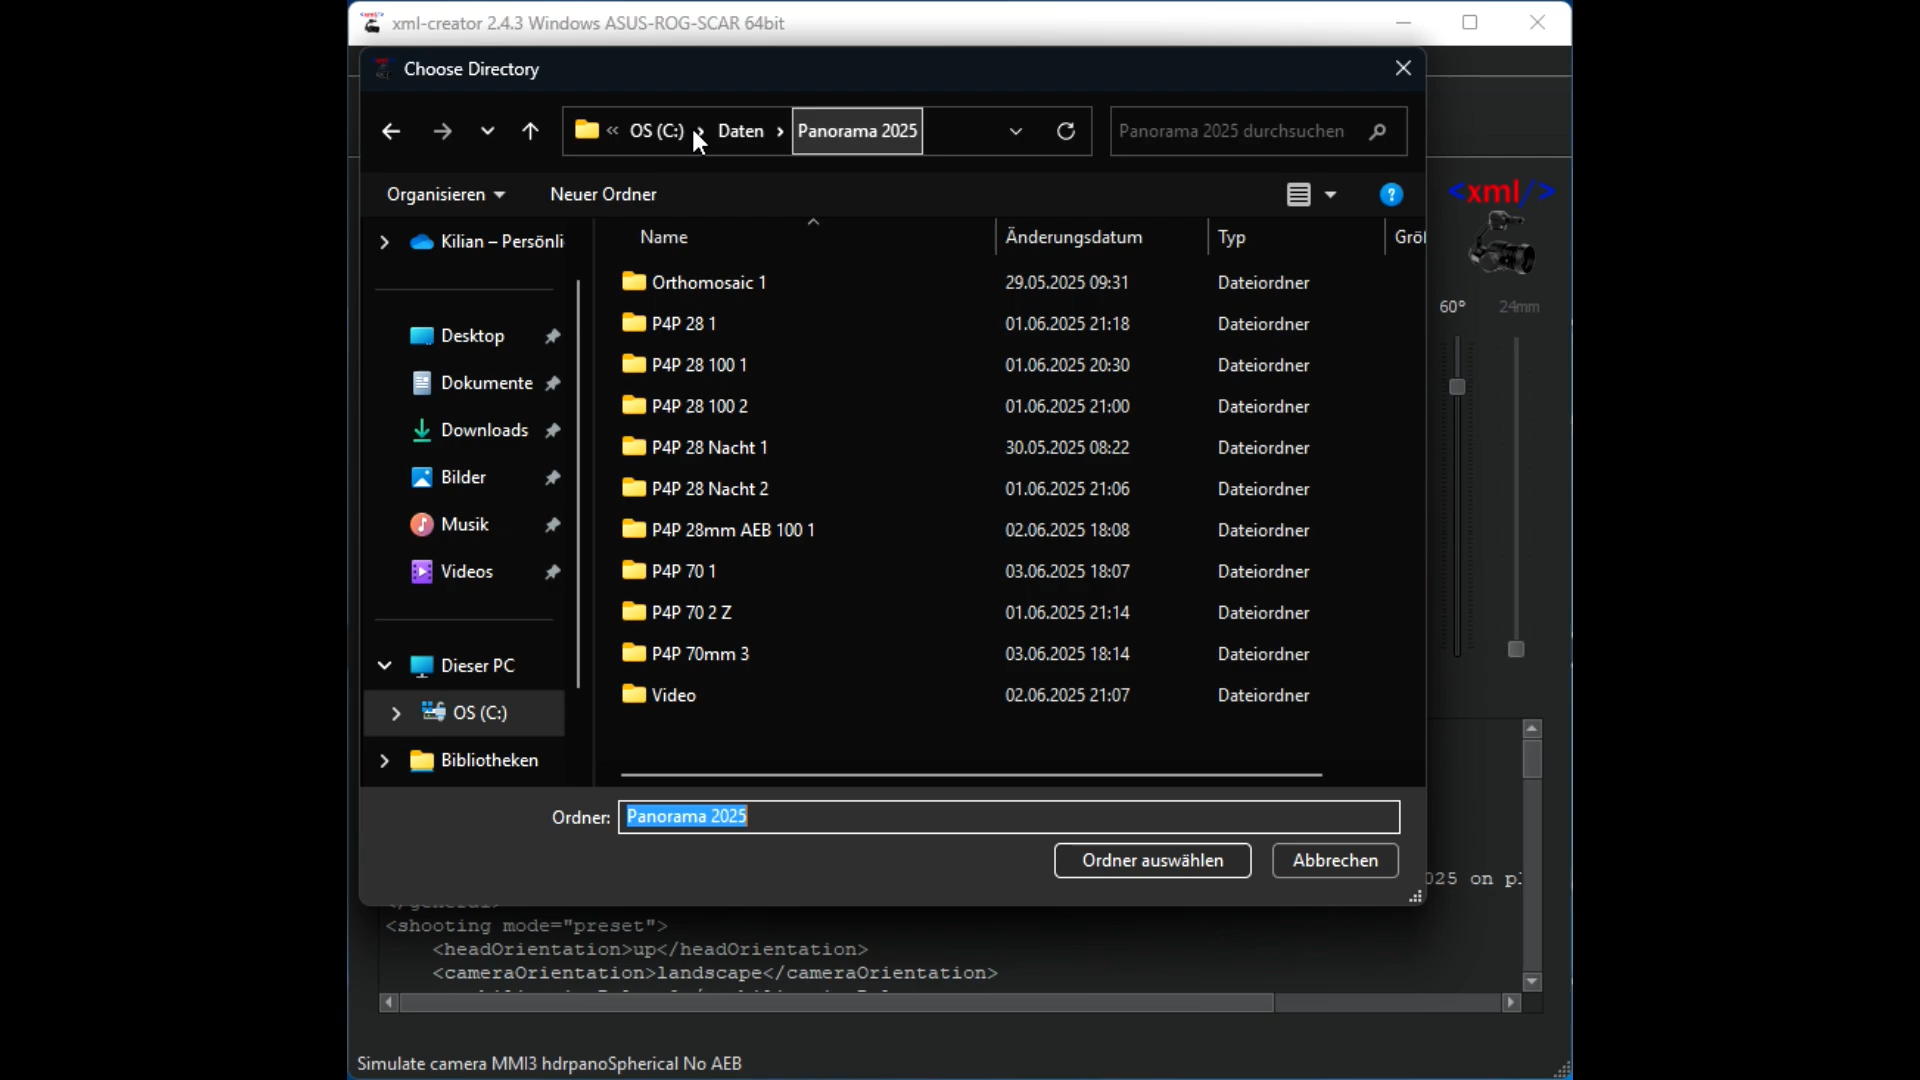 xml-creator 2.4.3 Windows ASUS-ROG-SCAR 64bit
Choose Directory
« OS (C:) › Daten › Panorama 2025
Panorama 2025 durchsuchen
Organisieren
Neuer Ordner
?
Kilian – Persönli
Desktop
Dokumente
Downloads
Bilder
Musik
Videos
Dieser PC
OS (C:)
Bibliotheken
Name Änderungsdatum Typ Größ
Orthomosaic 1 29.05.2025 09:31 Dateiordner
P4P 28 1 01.06.2025 21:18 Dateiordner
P4P 28 100 1 01.06.2025 20:30 Dateiordner
P4P 28 100 2 01.06.2025 21:00 Dateiordner
P4P 28 Nacht 1 30.05.2025 08:22 Dateiordner
P4P 28 Nacht 2 01.06.2025 21:06 Dateiordner
P4P 28mm AEB 100 1 02.06.2025 18:08 Dateiordner
P4P 70 1 03.06.2025 18:07 Dateiordner
P4P 70 2 Z 01.06.2025 21:14 Dateiordner
P4P 70mm 3 03.06.2025 18:14 Dateiordner
Video 02.06.2025 21:07 Dateiordner
Ordner: Panorama 2025
Ordner auswählen
Abbrechen
<xml/>
60° 24mm
025 on pl
<shooting mode="preset">
<headOrientation>up</headOrientation>
<cameraOrientation>landscape</cameraOrientation>
Simulate camera MMI3 hdrpanoSpherical No AEB